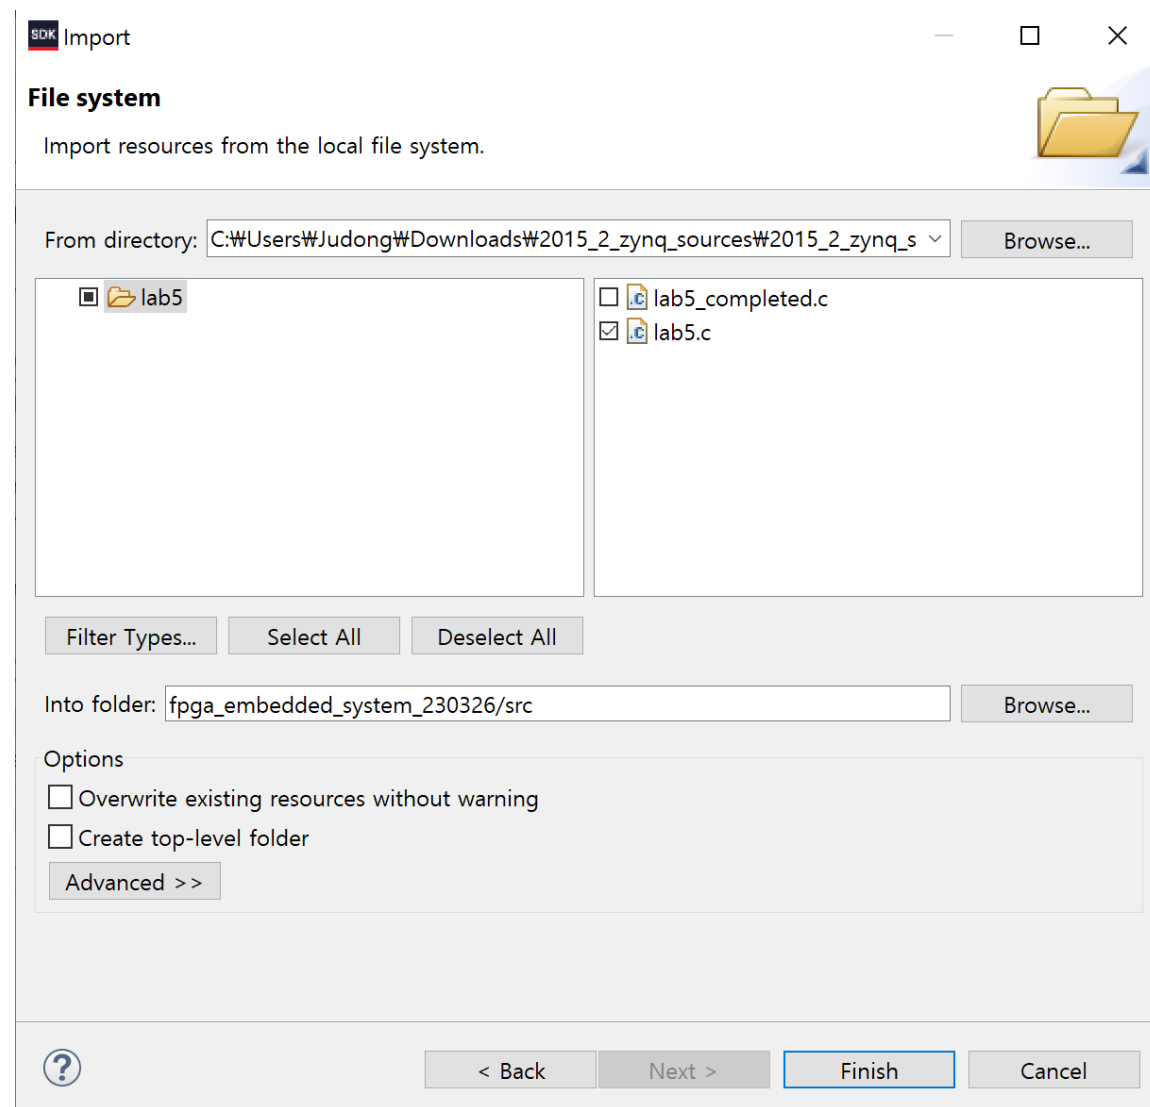 SDK Import
File system
Import resources from the local file system.
From directory: C:₩Users₩Judong₩Downloads₩2015_2_zynq_sources₩2015_2_zynq_s Browse...
lab5
lab5_completed.c
lab5.c
Filter Types... Select All Deselect All
Into folder: fpga_embedded_system_230326/src Browse...
Options
Overwrite existing resources without warning
Create top-level folder
Advanced >>
? < Back Next > Finish Cancel